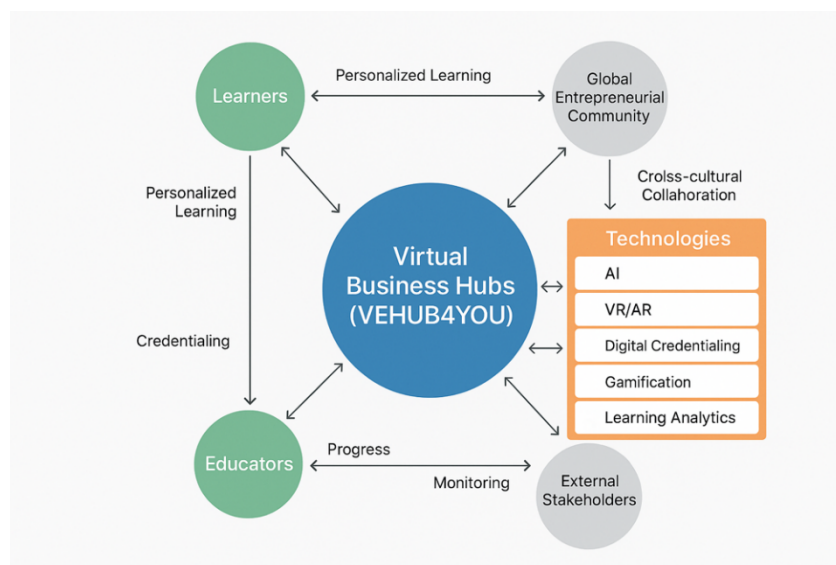 Learners
Personalized Learning
Global
Entrepreneurial
Community
Personalized
Learning
Crolss-cultural
Collahoration
Virtual
Business Hubs
(VEHUB4YOU)
Technologies
AI
VR/AR
Digital Credentialing
Gamification
Learning Analytics
Credentialing
Educators
Progress
Monitoring
External
Stakeholders